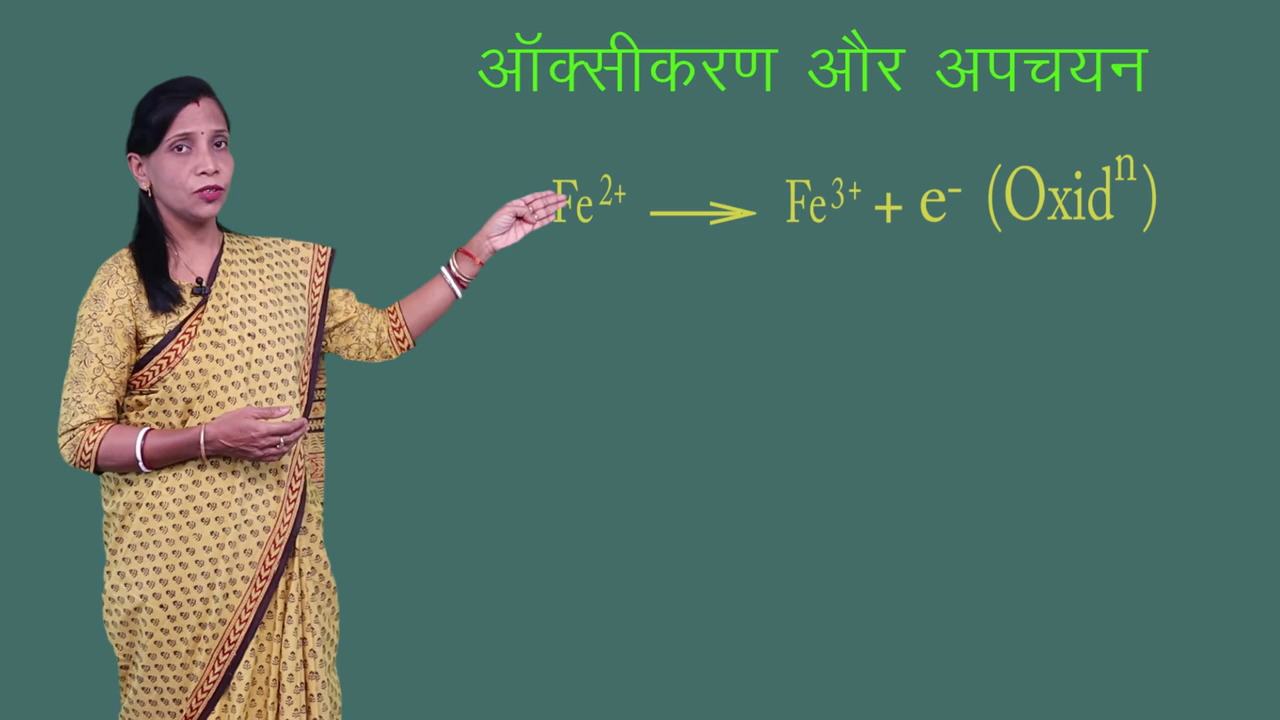 ऑक्सीकरण और अपचयन
Fe²⁺ ⟶ Fe³⁺ + e⁻ (Oxidⁿ)